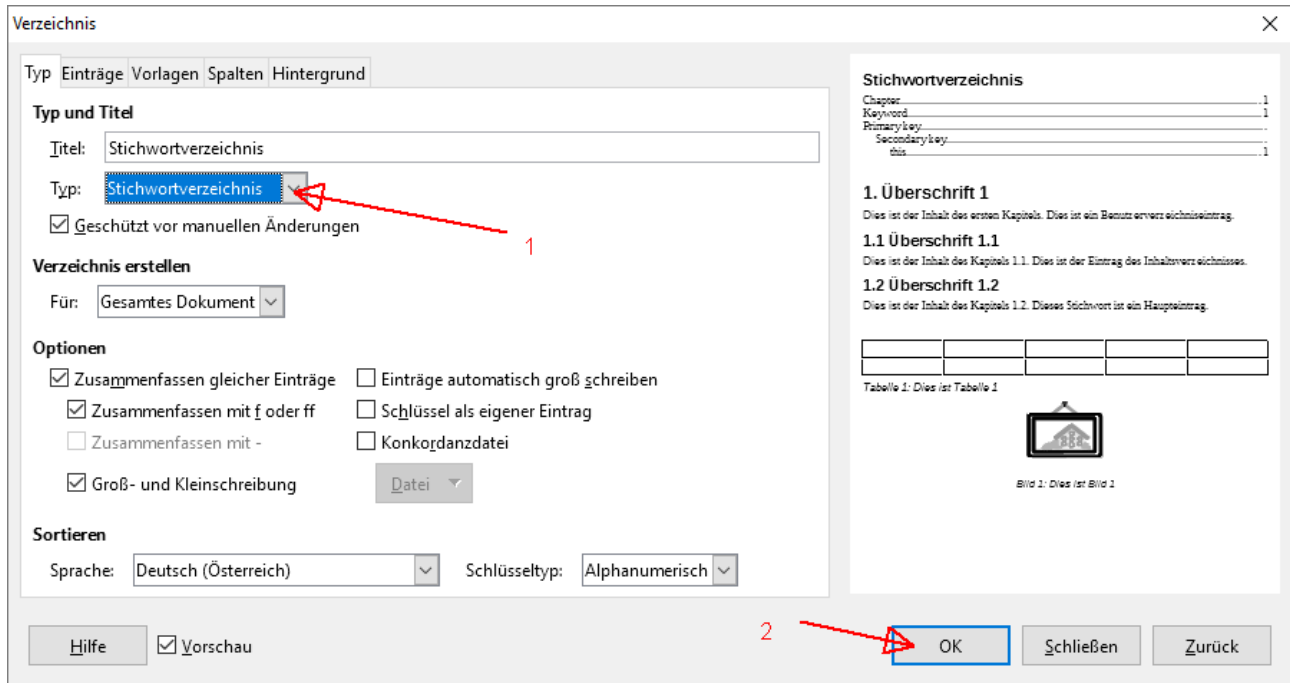 Verzeichnis
Typ Einträge Vorlagen Spalten Hintergrund
Typ und Titel
Titel: Stichwortverzeichnis
Typ: Stichwortverzeichnis
Geschützt vor manuellen Änderungen
1
Verzeichnis erstellen
Für: Gesamtes Dokument
Optionen
Zusammenfassen gleicher Einträge
Einträge automatisch groß schreiben
Zusammenfassen mit f oder ff
Schlüssel als eigener Eintrag
Zusammenfassen mit -
Konkordanzdatei
Groß- und Kleinschreibung
Datei
Sortieren
Sprache: Deutsch (Österreich) Schlüsseltyp: Alphanumerisch
Stichwortverzeichnis
Chapter 1
Keyword 1
Primary key
Secondary key
this 1
1. Überschrift 1
Dies ist der Inhalt des ersten Kapitels. Dies ist ein Benutzerverzeichniseintrag.
1.1 Überschrift 1.1
Dies ist der Inhalt des Kapitels 1.1. Dies ist der Eintrag des Inhaltsverzeichnisses.
1.2 Überschrift 1.2
Dies ist der Inhalt des Kapitels 1.2. Dieses Stichwort ist ein Haupteintrag.
Tabelle 1: Dies ist Tabelle 1
Bild 1: Dies ist Bild 1
Hilfe Vorschau 2 OK Schließen Zurück